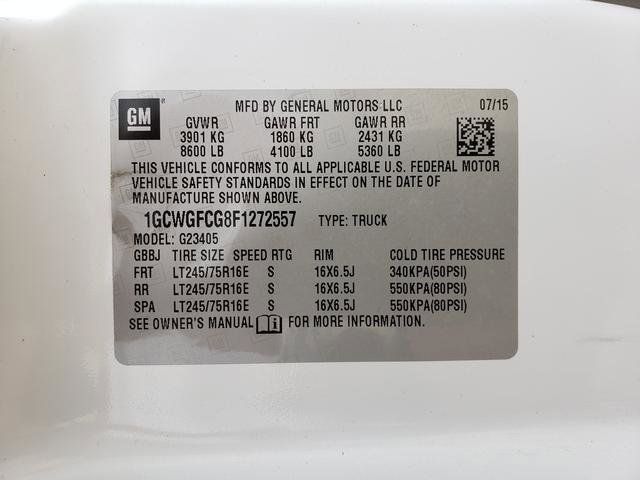 GM
MFD BY GENERAL MOTORS LLC 07/15
GVWR GAWR FRT GAWR RR
3901 KG 1860 KG 2431 KG
8600 LB 4100 LB 5360 LB
THIS VEHICLE CONFORMS TO ALL APPLICABLE U.S. FEDERAL MOTOR
VEHICLE SAFETY STANDARDS IN EFFECT ON THE DATE OF
MANUFACTURE SHOWN ABOVE.
1GCWGFCG8F1272557 TYPE: TRUCK
MODEL: G23405
GBBJ TIRE SIZE SPEED RTG RIM COLD TIRE PRESSURE
FRT LT245/75R16E S 16X6.5J 340KPA(50PSI)
RR LT245/75R16E S 16X6.5J 550KPA(80PSI)
SPA LT245/75R16E S 16X6.5J 550KPA(80PSI)
SEE OWNER'S MANUAL FOR MORE INFORMATION.